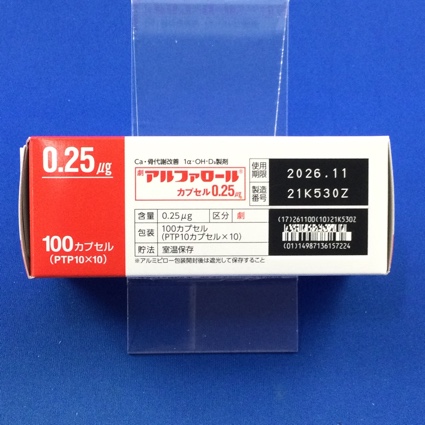 0.25μg
100カプセル
(PTP10×10)
Ca・骨代謝改善 1α-OH-D₃製剤
劇 アルファロール®
カプセル0.25μg
含量 0.25μg 区分 劇
包装 100カプセル
(PTP10カプセル×10)
貯法 室温保存
※アルミピロー包装開封後は遮光して保存すること
使用期限 2026.11
製造番号 21K530Z
(17)261100(10)21K530Z
(01)14987136157224